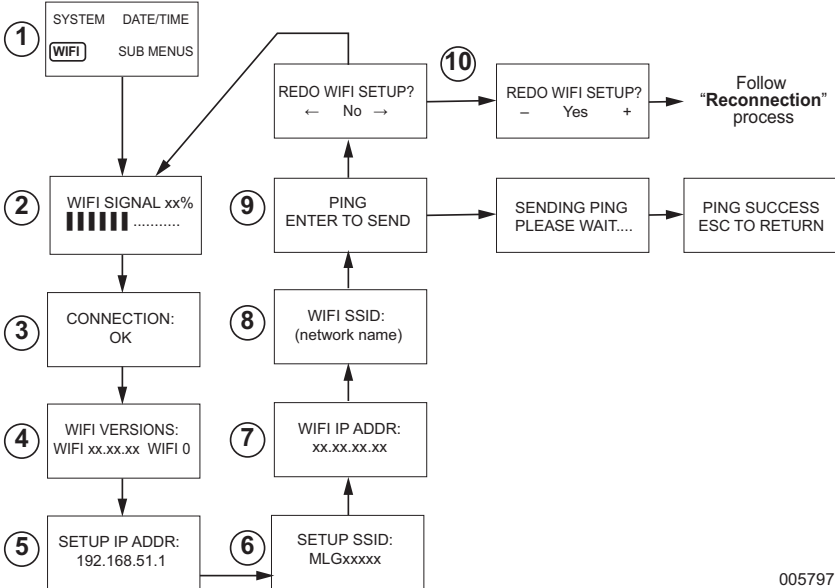 1
SYSTEM DATE/TIME
WIFI SUB MENUS
2
WIFI SIGNAL xx%
...........
3
CONNECTION:
OK
4
WIFI VERSIONS:
WIFI xx.xx.xx WIFI 0
5
SETUP IP ADDR:
192.168.51.1
6
SETUP SSID:
MLGxxxxx
7
WIFI IP ADDR:
xx.xx.xx.xx
8
WIFI SSID:
(network name)
9
PING
ENTER TO SEND
SENDING PING
PLEASE WAIT....
PING SUCCESS
ESC TO RETURN
REDO WIFI SETUP?
← No →
10
REDO WIFI SETUP?
– Yes +
Follow
“Reconnection”
process
005797